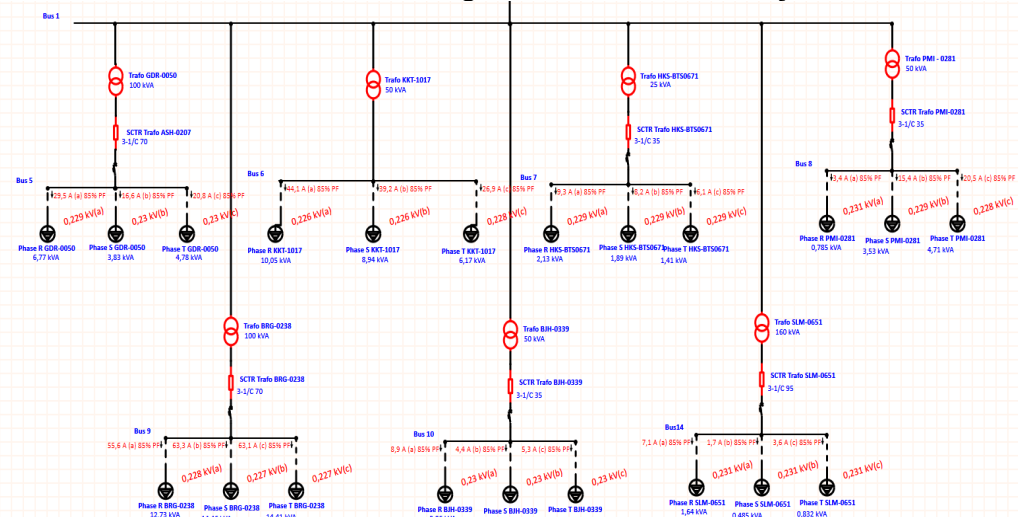 Bus 1
Trafo GDR-0050
100 kVA
SCTR Trafo ASH-0207
3-1/C 70
Bus 5
29,5 A (a) 85% PF
16,6 A (b) 85% PF
20,8 A (c) 85% PF
0,229 kV(a)
0,23 kV(b)
0,23 kV(c)
Phase R GDR-0050
6,77 kVA
Phase S GDR-0050
3,83 kVA
Phase T GDR-0050
4,78 kVA
Trafo KKT-1017
50 kVA
Bus 6
44,1 A (a) 85% PF
39,2 A (b) 85% PF
26,9 A (c) 85% PF
0,226 kV(a)
0,226 kV(b)
0,228 kV(c)
Phase R KKT-1017
10,05 kVA
Phase S KKT-1017
8,94 kVA
Phase T KKT-1017
6,17 kVA
Trafo HKS-BTS0671
25 kVA
SCTR Trafo HKS-BTS0671
3-1/C 35
Bus 7
9,3 A (a) 85% PF
8,2 A (b) 85% PF
6,1 A (c) 85% PF
0,229 kV(a)
0,229 kV(b)
0,229 kV(c)
Phase R HKS-BTS0671
2,13 kVA
Phase S HKS-BTS0671
1,89 kVA
Phase T HKS-BTS0671
1,41 kVA
Trafo PMI - 0281
50 kVA
SCTR Trafo PMI-0281
3-1/C 35
Bus 8
3,4 A (a) 85% PF
15,4 A (b) 85% PF
20,5 A (c) 85% PF
0,231 kV(a)
0,229 kV(b)
0,228 kV(c)
Phase R PMI-0281
0,785 kVA
Phase S PMI-0281
3,53 kVA
Phase T PMI-0281
4,71 kVA
Trafo BRG-0238
100 kVA
SCTR Trafo BRG-0238
3-1/C 70
Bus 9
55,6 A (a) 85% PF
63,3 A (b) 85% PF
63,1 A (c) 85% PF
0,228 kV(a)
0,227 kV(b)
0,227 kV(c)
Phase R BRG-0238
12,73 kVA
Phase S BRG-0238
Phase T BRG-0238
14,41 kVA
Trafo BJH-0339
50 kVA
SCTR Trafo BJH-0339
3-1/C 35
Bus 10
8,9 A (a) 85% PF
4,4 A (b) 85% PF
5,3 A (c) 85% PF
0,23 kV(a)
0,23 kV(b)
0,23 kV(c)
Phase R BJH-0339
Phase S BJH-0339
Phase T BJH-0339
Trafo SLM-0651
160 kVA
SCTR Trafo SLM-0651
3-1/C 95
Bus14
7,1 A (a) 85% PF
1,7 A (b) 85% PF
3,6 A (c) 85% PF
0,231 kV(a)
0,231 kV(b)
0,231 kV(c)
Phase R SLM-0651
1,64 kVA
Phase S SLM-0651
0,485 kVA
Phase T SLM-0651
0,832 kVA